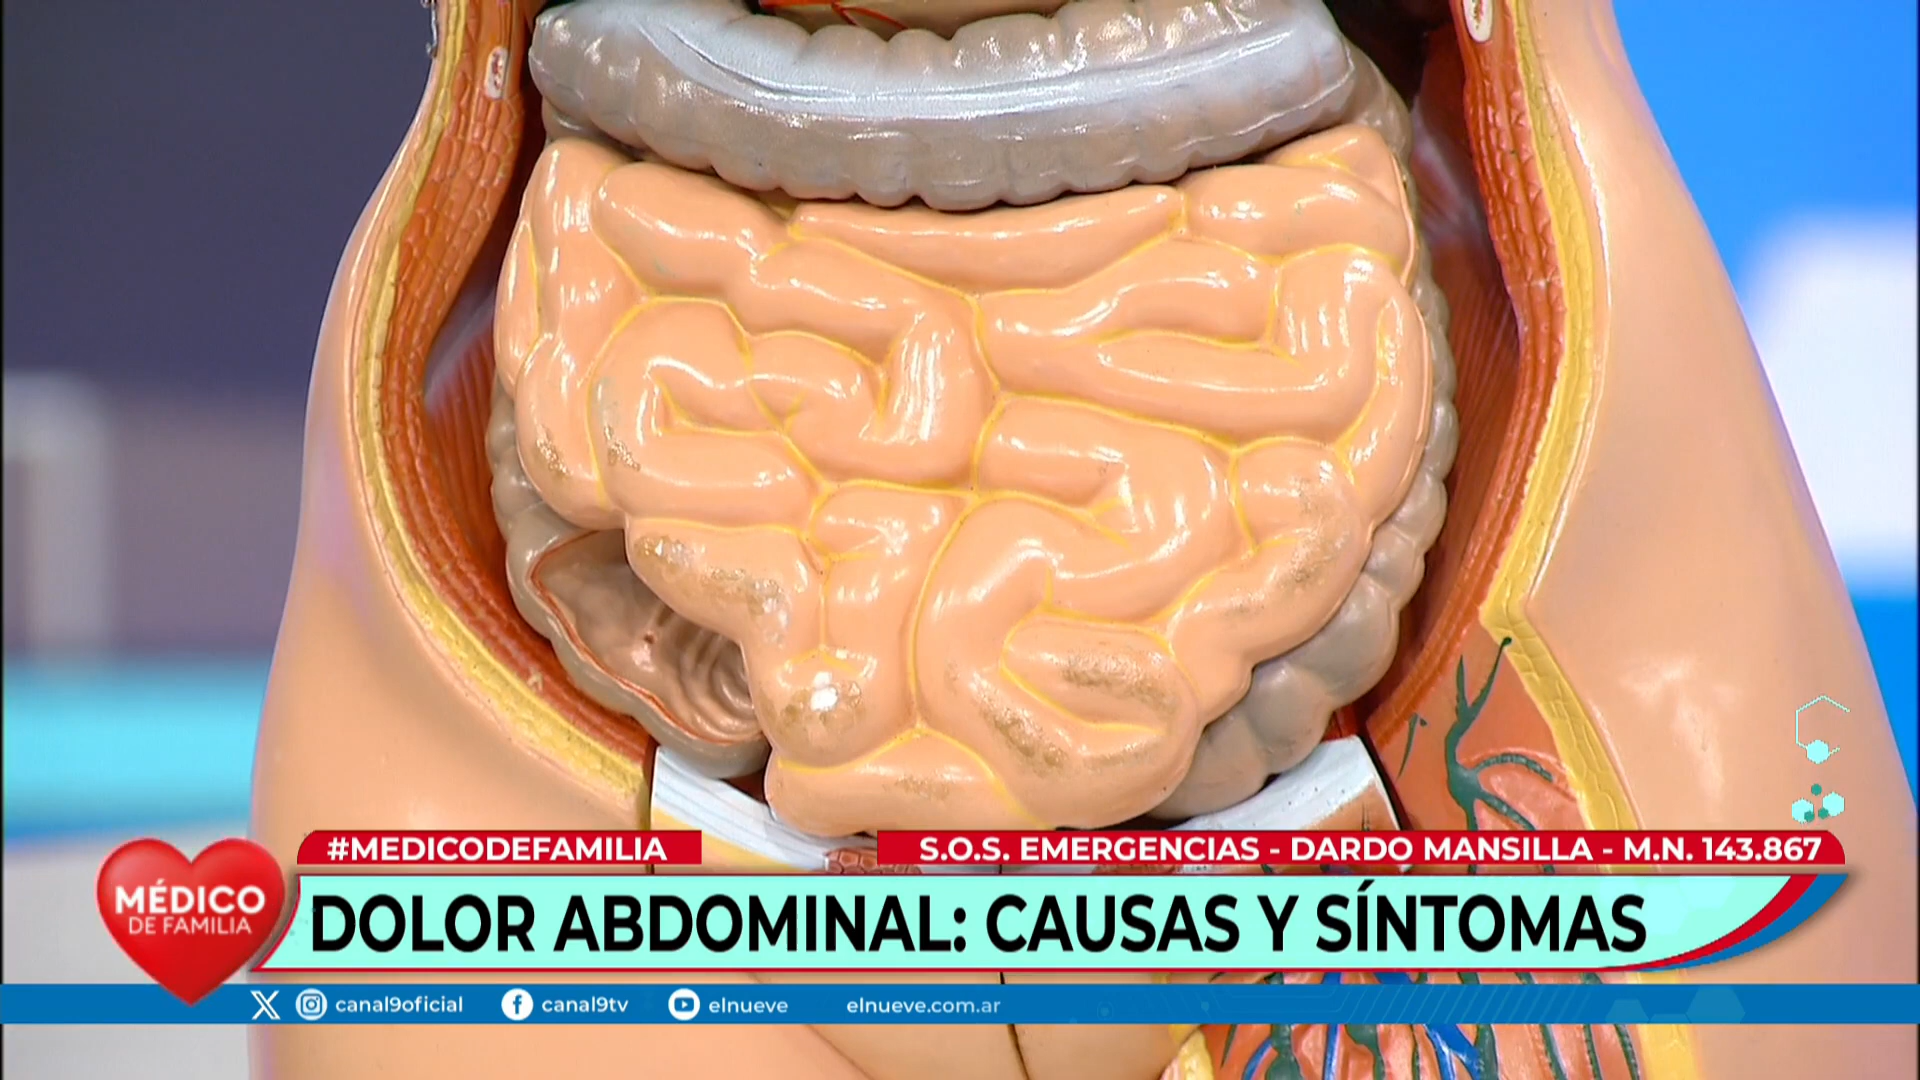 #MEDICODEFAMILIA
S.O.S. EMERGENCIAS - DARDO MANSILLA - M.N. 143.867
MÉDICO
DE FAMILIA
DOLOR ABDOMINAL: CAUSAS Y SÍNTOMAS
canal9oficial canal9tv elnueve elnueve.com.ar